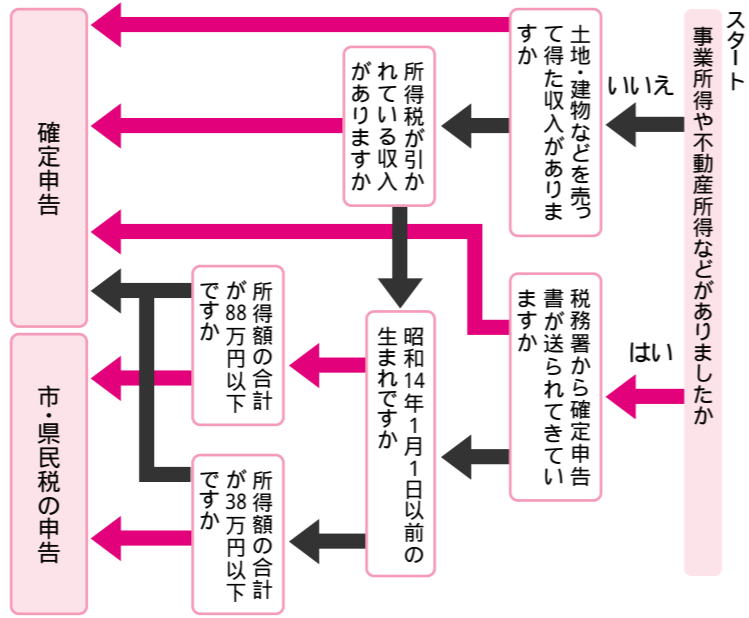 スタート
事業所得や不動産所得などがありましたか
いいえ
はい
土地・建物などを売っ
て得た収入がありま
すか
税務署から確定申告
書が送られてきてい
ますか
所得税が引か
れている収入
がありますか
昭和14年1月1日以前の
生まれですか
所得額の合計
が88万円以下
ですか
所得額の合計
が38万円以下
ですか
確定申告
市・県民税の申告